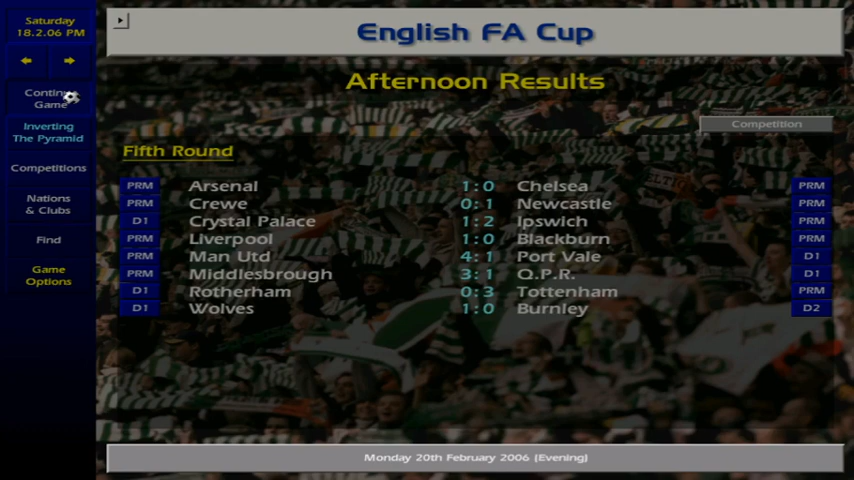 Saturday
18.2.06 PM
Continue
Game
Inverting
The Pyramid
Competitions
Nations
& Clubs
Find
Game
Options
English FA Cup
Afternoon Results
Competition
Fifth Round
PRM Arsenal 1:0 Chelsea PRM
PRM Crewe 0:1 Newcastle PRM
D1 Crystal Palace 1:2 Ipswich PRM
PRM Liverpool 1:0 Blackburn PRM
PRM Man Utd 4:1 Port Vale D1
PRM Middlesbrough 3:1 Q.P.R. D1
D1 Rotherham 0:3 Tottenham PRM
D1 Wolves 1:0 Burnley D2
Monday 20th February 2006 (Evening)